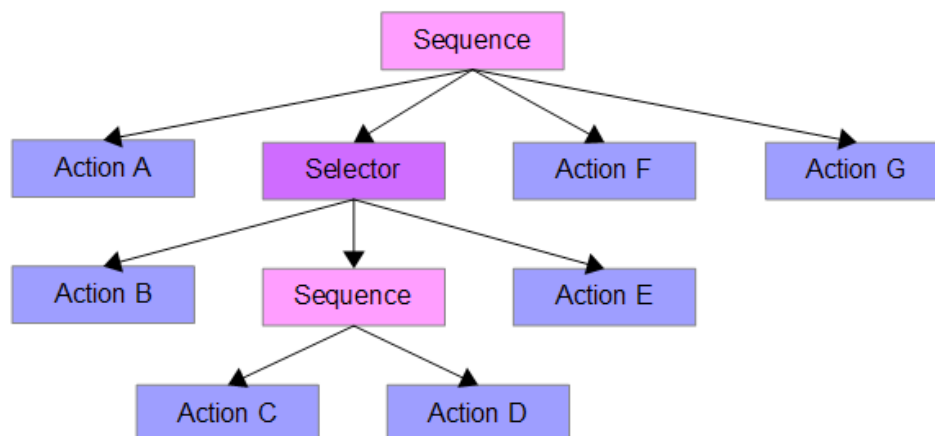 Sequence
Action A
Selector
Action F
Action G
Action B
Sequence
Action E
Action C
Action D